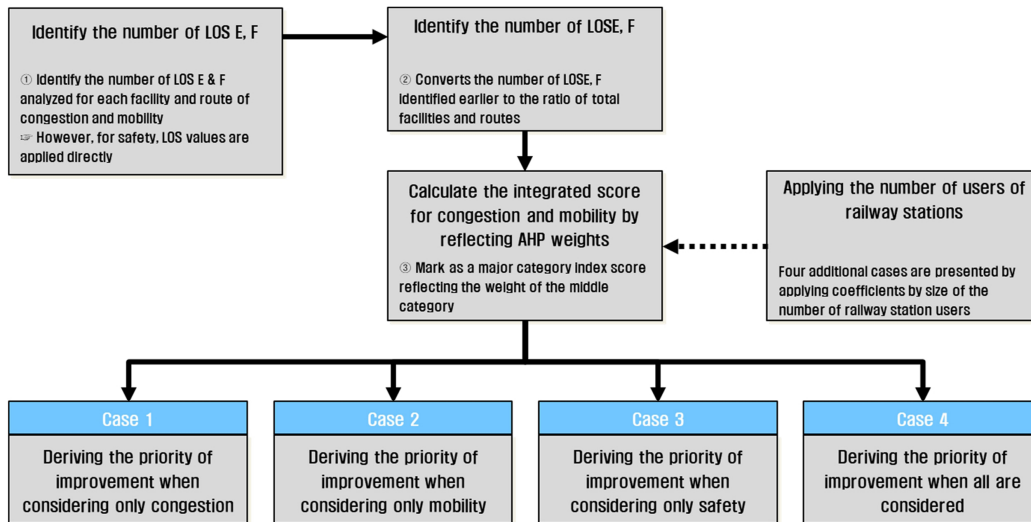 Identify the number of LOS E, F
① Identify the number of LOS E & F
analyzed for each facility and route of
congestion and mobility
☞ However, for safety, LOS values are
applied directly
Identify the number of LOSE, F
② Converts the number of LOSE, F
identified earlier to the ratio of total
facilities and routes
Calculate the integrated score
for congestion and mobility by
reflecting AHP weights
③ Mark as a major category index score
reflecting the weight of the middle
category
Applying the number of users of
railway stations
Four additional cases are presented by
applying coefficients by size of the
number of railway station users
Case 1
Deriving the priority of
improvement when
considering only congestion
Case 2
Deriving the priority of
improvement when
considering only mobility
Case 3
Deriving the priority of
improvement when
considering only safety
Case 4
Deriving the priority of
improvement when all are
considered